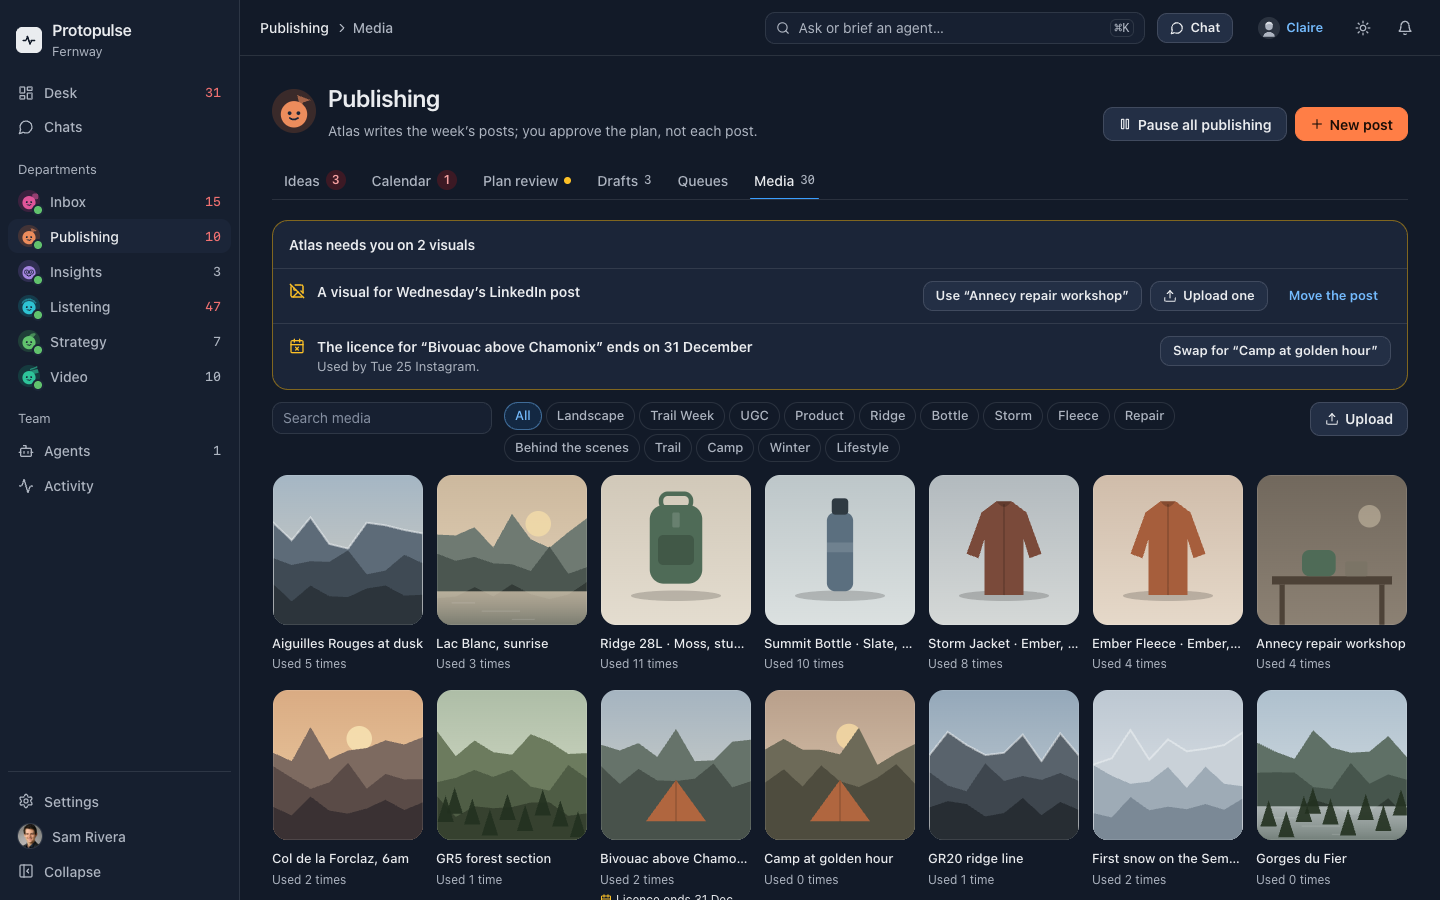 Protopulse
Fernway
Desk 31
Chats
Departments
Inbox 15
Publishing 10
Insights 3
Listening 47
Strategy 7
Video 10
Team
Agents 1
Activity
Settings
Sam Rivera
Collapse
Publishing > Media
Ask or brief an agent… ⌘K
Chat
Claire
Publishing
Atlas writes the week’s posts; you approve the plan, not each post.
Pause all publishing
New post
Ideas 3
Calendar 1
Plan review
Drafts 3
Queues
Media 30
Atlas needs you on 2 visuals
A visual for Wednesday’s LinkedIn post
Use “Annecy repair workshop”
Upload one
Move the post
The licence for “Bivouac above Chamonix” ends on 31 December
Used by Tue 25 Instagram.
Swap for “Camp at golden hour”
Search media
All Landscape Trail Week UGC Product Ridge Bottle Storm Fleece Repair
Behind the scenes Trail Camp Winter Lifestyle
Upload
Aiguilles Rouges at dusk
Used 5 times
Lac Blanc, sunrise
Used 3 times
Ridge 28L · Moss, stu…
Used 11 times
Summit Bottle · Slate, …
Used 10 times
Storm Jacket · Ember, …
Used 8 times
Ember Fleece · Ember,…
Used 4 times
Annecy repair workshop
Used 4 times
Col de la Forclaz, 6am
Used 2 times
GR5 forest section
Used 1 time
Bivouac above Chamo…
Used 2 times
Licence ends 31 Dec
Camp at golden hour
Used 0 times
GR20 ridge line
Used 1 time
First snow on the Sem…
Used 2 times
Gorges du Fier
Used 0 times